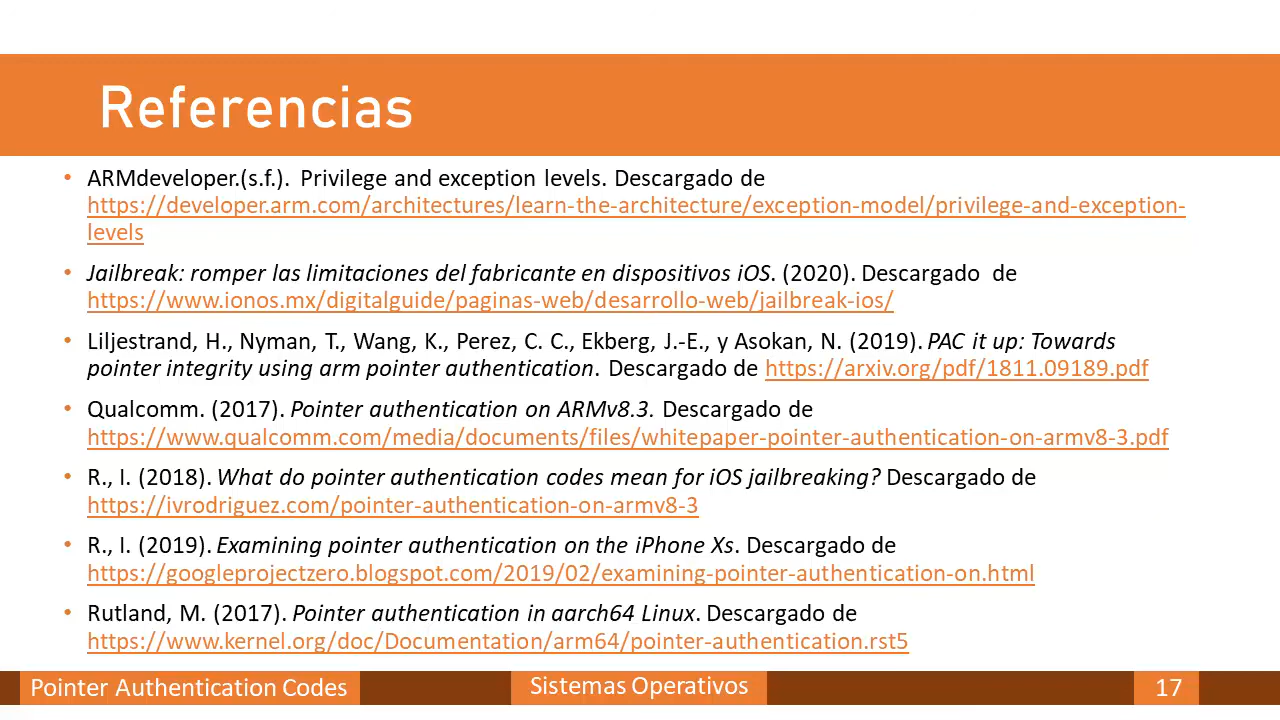 Referencias
• ARMdeveloper.(s.f.). Privilege and exception levels. Descargado de
https://developer.arm.com/architectures/learn-the-architecture/exception-model/privilege-and-exception-
levels
• Jailbreak: romper las limitaciones del fabricante en dispositivos iOS. (2020). Descargado de
https://www.ionos.mx/digitalguide/paginas-web/desarrollo-web/jailbreak-ios/
• Liljestrand, H., Nyman, T., Wang, K., Perez, C. C., Ekberg, J.-E., y Asokan, N. (2019). PAC it up: Towards
pointer integrity using arm pointer authentication. Descargado de https://arxiv.org/pdf/1811.09189.pdf
• Qualcomm. (2017). Pointer authentication on ARMv8.3. Descargado de
https://www.qualcomm.com/media/documents/files/whitepaper-pointer-authentication-on-armv8-3.pdf
• R., I. (2018). What do pointer authentication codes mean for iOS jailbreaking? Descargado de
https://ivrodriguez.com/pointer-authentication-on-armv8-3
• R., I. (2019). Examining pointer authentication on the iPhone Xs. Descargado de
https://googleprojectzero.blogspot.com/2019/02/examining-pointer-authentication-on.html
• Rutland, M. (2017). Pointer authentication in aarch64 Linux. Descargado de
https://www.kernel.org/doc/Documentation/arm64/pointer-authentication.rst5
Pointer Authentication Codes
Sistemas Operativos
17